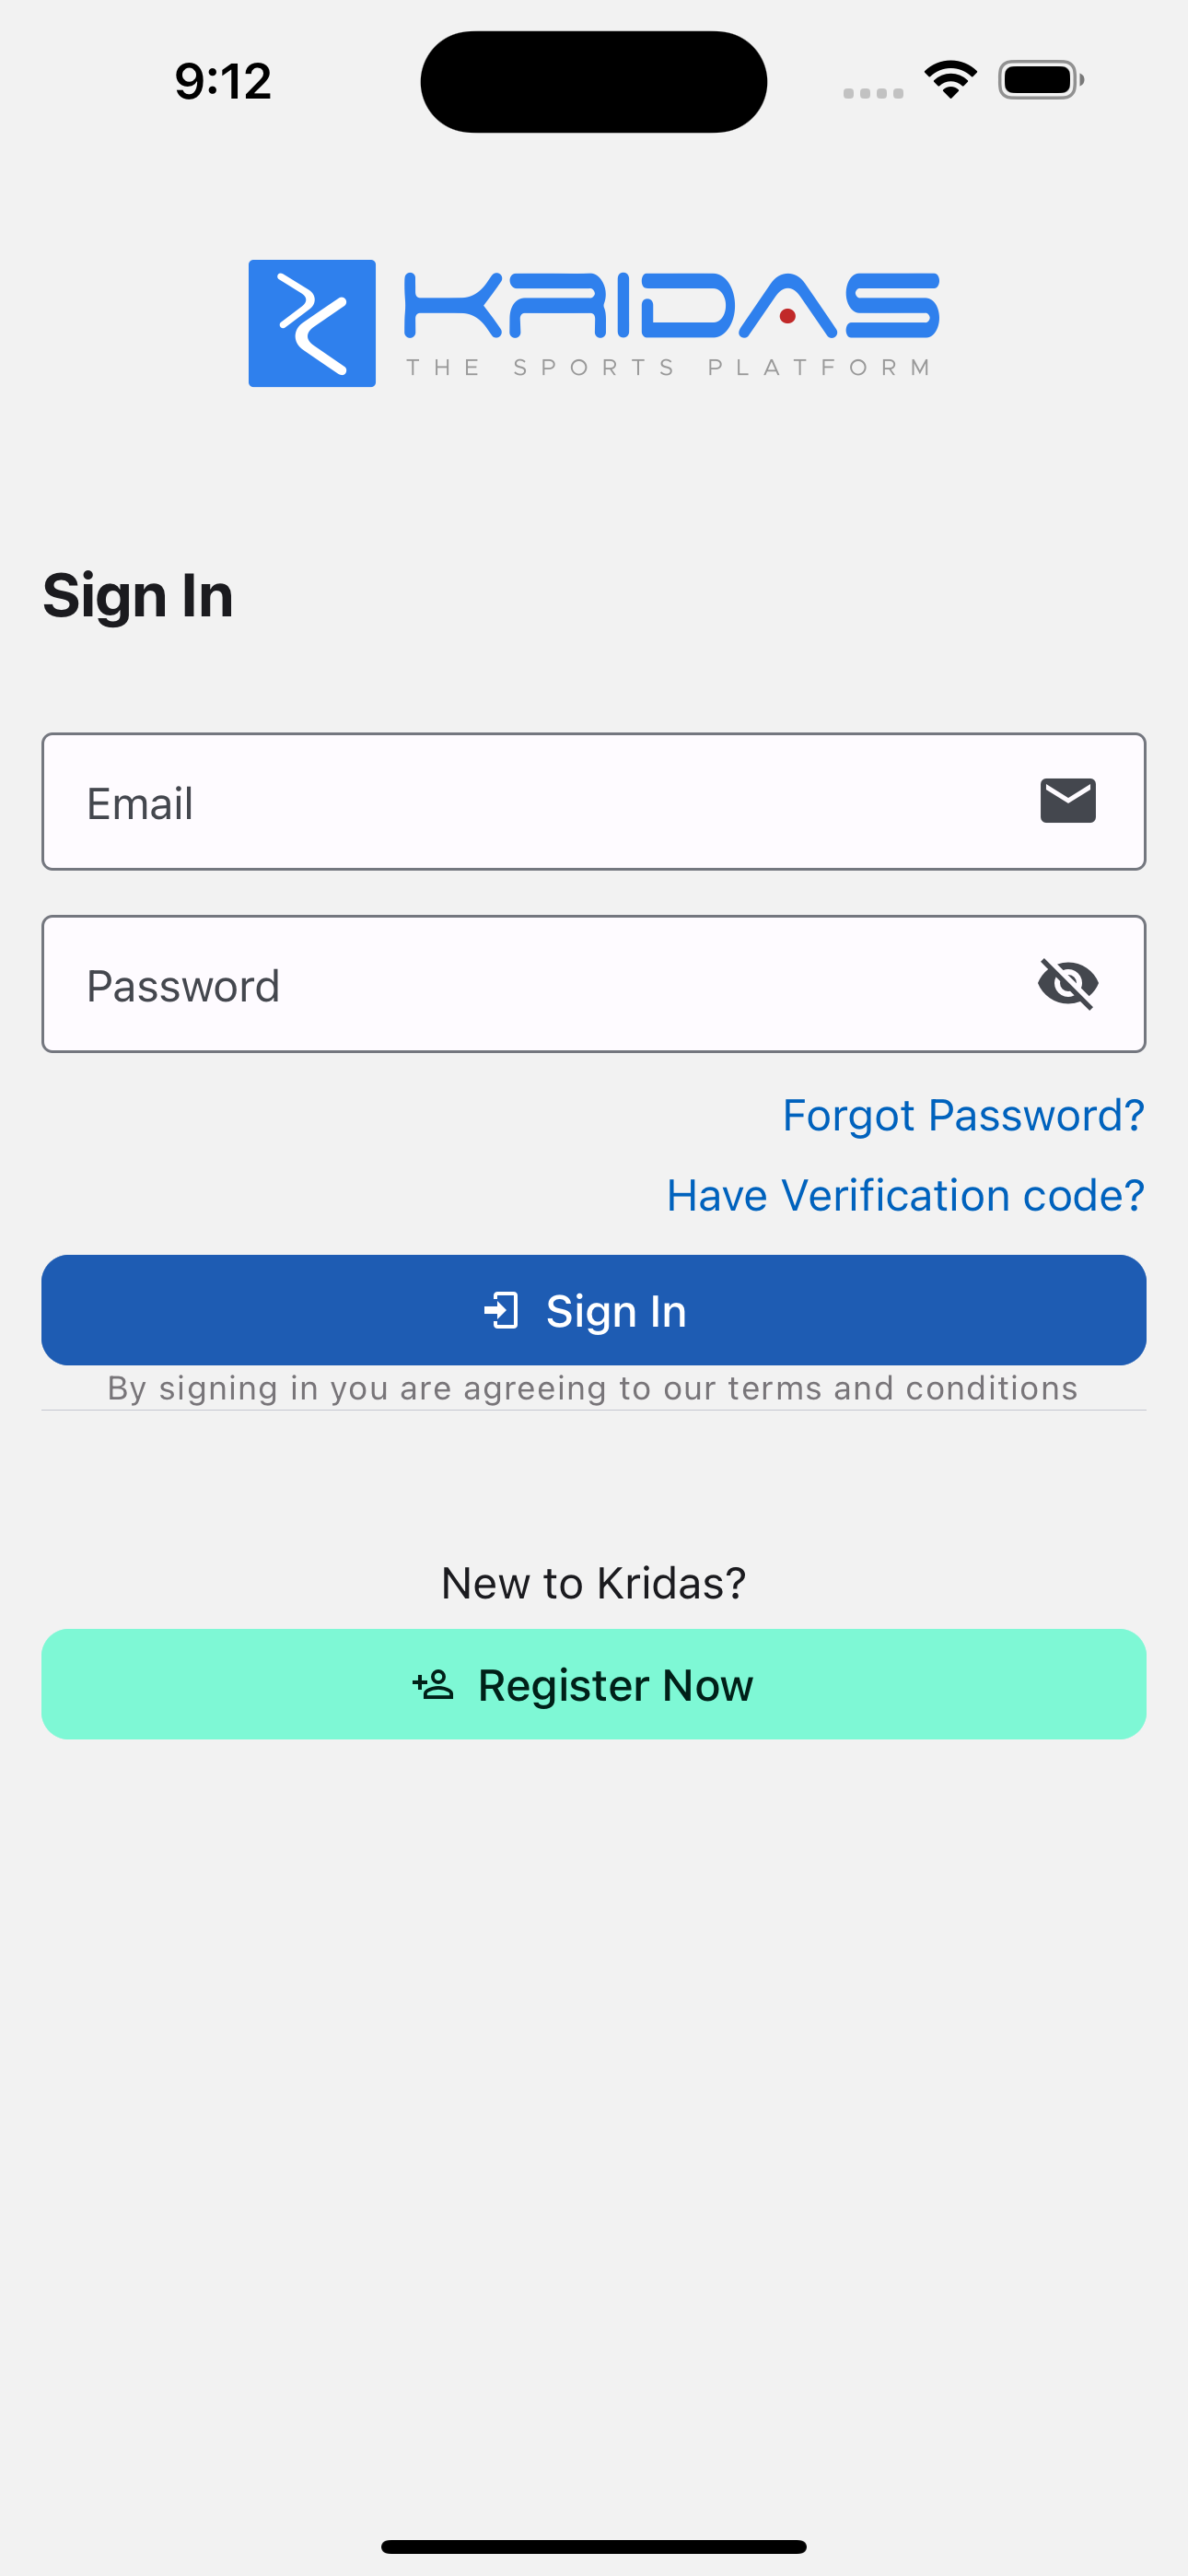 9:12
KRIDAS
THE SPORTS PLATFORM
Sign In
Email
Password
Forgot Password?
Have Verification code?
Sign In
By signing in you are agreeing to our terms and conditions
New to Kridas?
Register Now